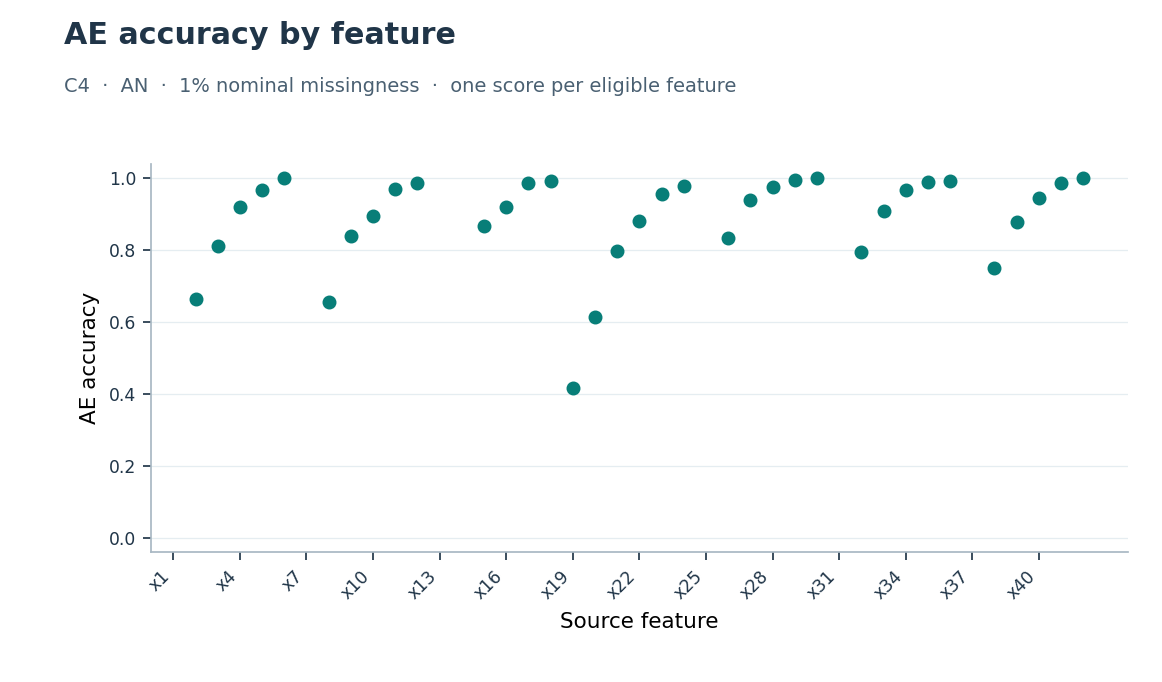 AE accuracy by feature
C4 · AN · 1% nominal missingness · one score per eligible feature
AE accuracy
1.0
0.8
0.6
0.4
0.2
0.0
x1 x4 x7 x10 x13 x16 x19 x22 x25 x28 x31 x34 x37 x40
Source feature